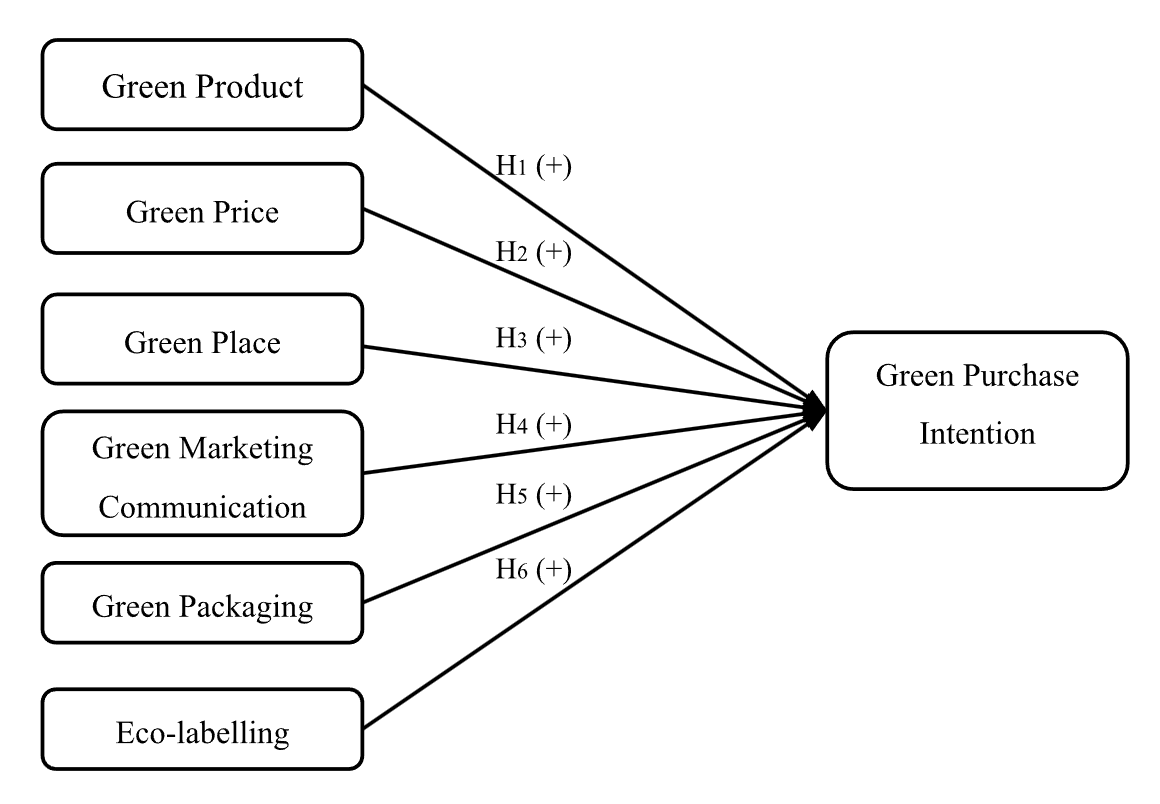 Green Product
H1 (+)
Green Price
H2 (+)
Green Place
H3 (+)
Green Marketing
Communication
H4 (+)
Green Packaging
H5 (+)
Eco-labelling
H6 (+)
Green Purchase
Intention